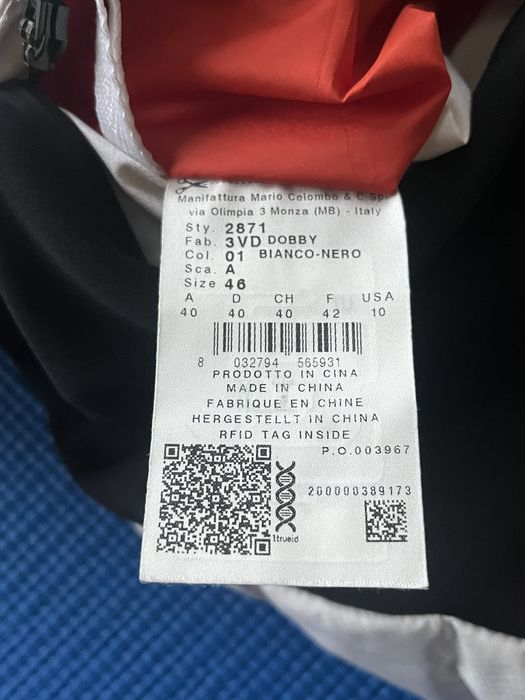 Manifattura Mario Colombo & C Sp
via Olimpia 3 Monza (MB) - Italy
Sty. 2871
Fab. 3VD DOBBY
Col. 01 BIANCO-NERO
Sca. A
Size 46
A D CH F USA
40 40 40 42 10
8 032794 565931
PRODOTTO IN CINA
MADE IN CHINA
FABRIQUE EN CHINE
HERGESTELLT IN CHINA
RFID TAG INSIDE
P.O.003967
200000389173
1trueid